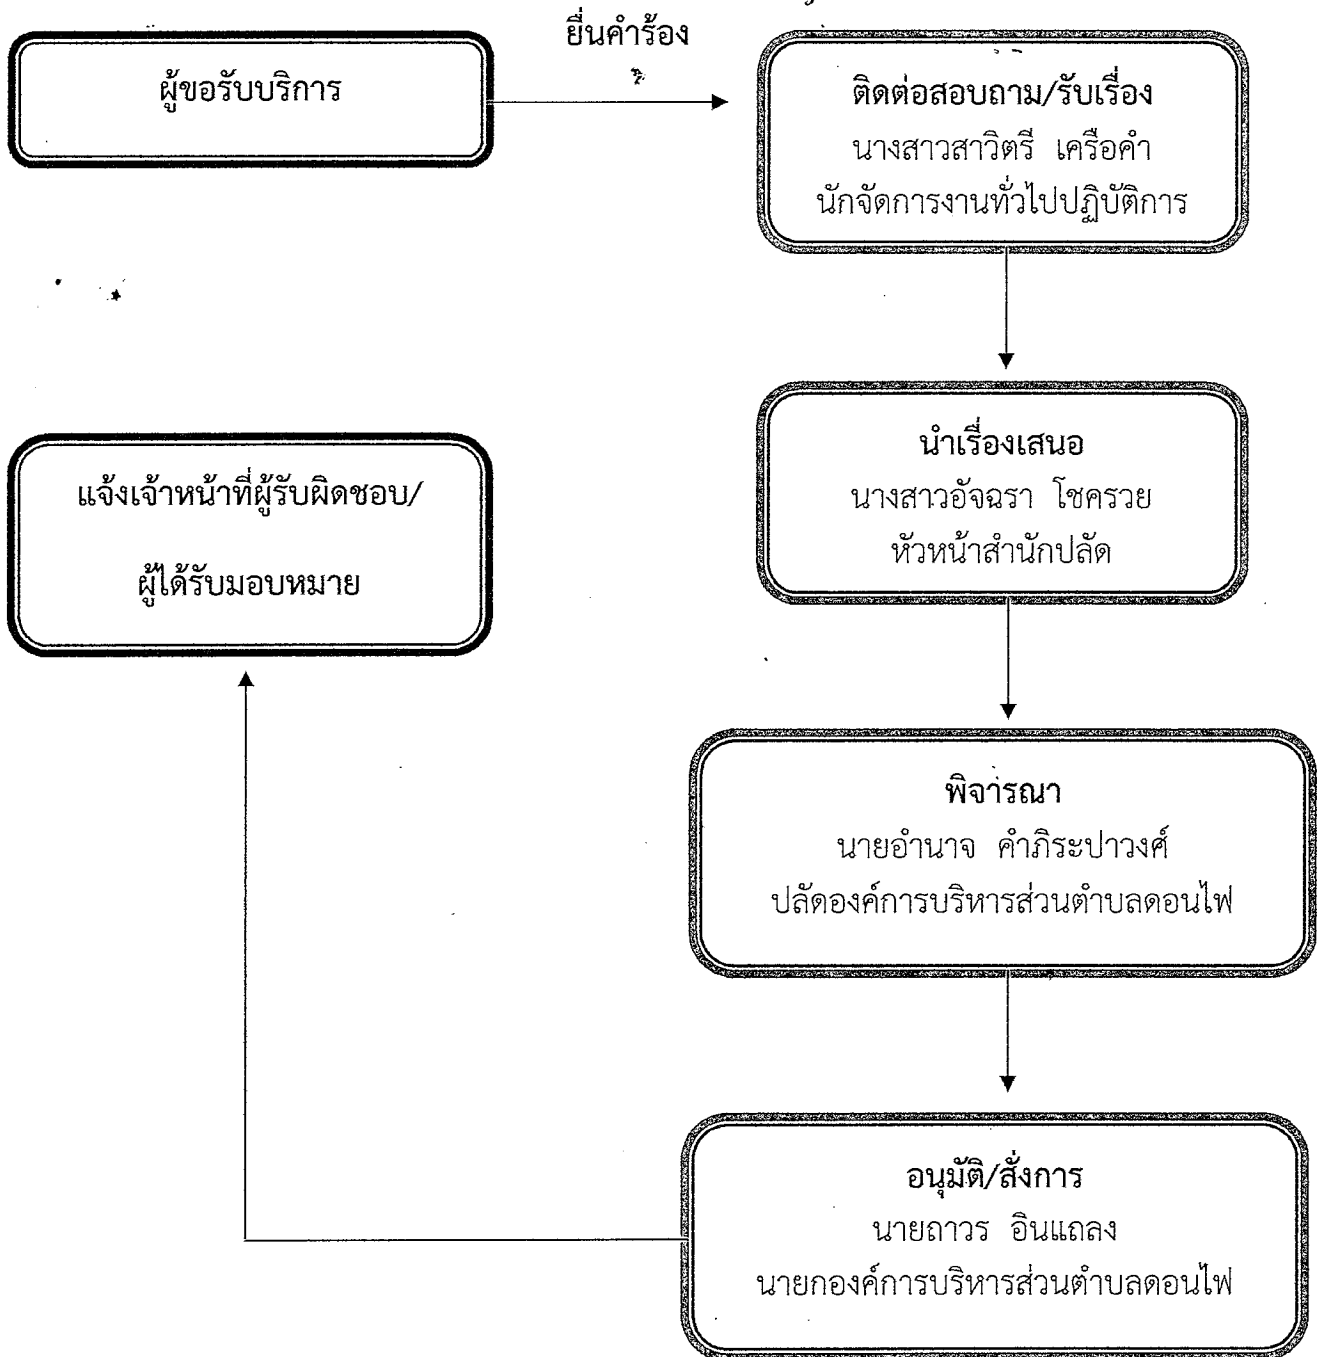 ยื่นคำร้อง
ผู้ขอรับบริการ
ติดต่อสอบถาม/รับเรื่อง
นางสาวสาวิตรี เครือคำ
นักจัดการงานทั่วไปปฏิบัติการ
นำเรื่องเสนอ
นางสาวอัจฉรา โชครวย
หัวหน้าสำนักปลัด
พิจารณา
นายอำนาจ คำภิระปาวงศ์
ปลัดองค์การบริหารส่วนตำบลดอนไฟ
อนุมัติ/สั่งการ
นายถาวร อินแถลง
นายกองค์การบริหารส่วนตำบลดอนไฟ
แจ้งเจ้าหน้าที่ผู้รับผิดชอบ/
ผู้ได้รับมอบหมาย